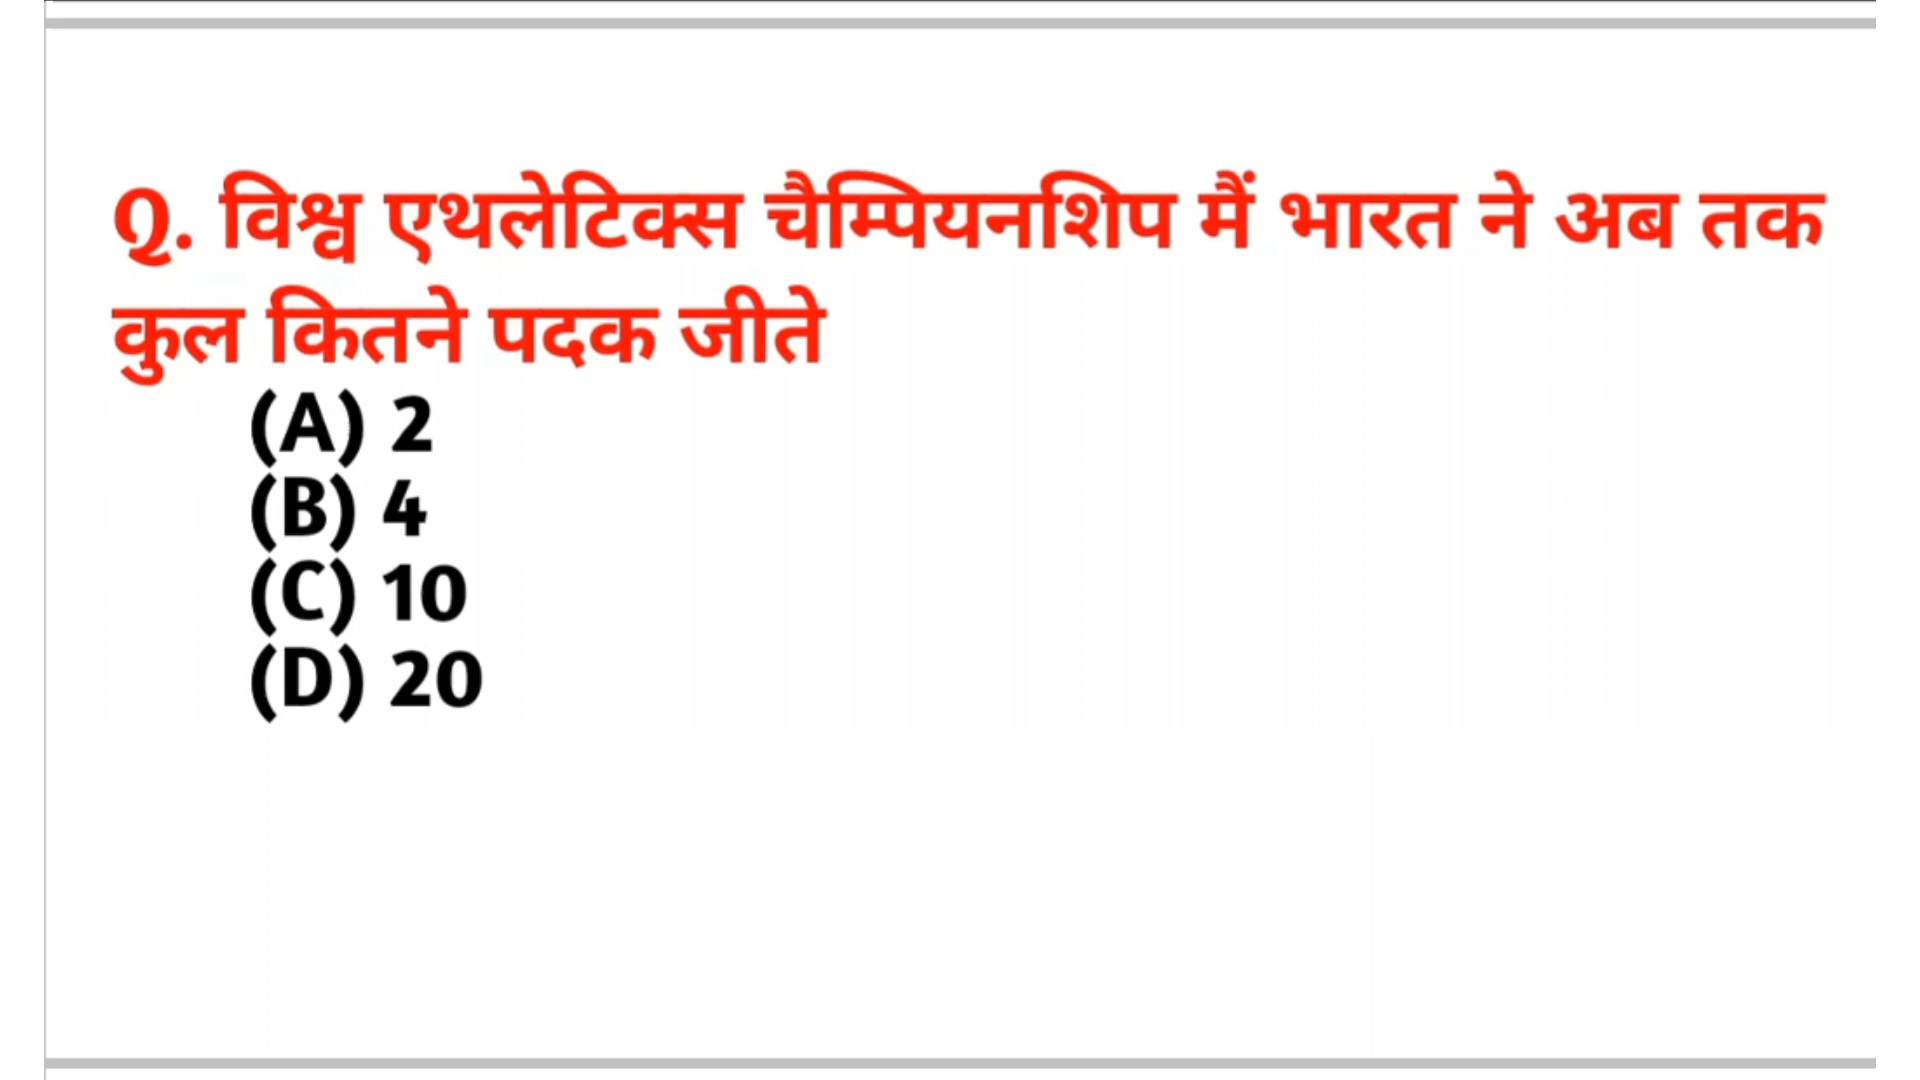 Q. विश्व एथलेटिक्स चैम्पियनशिप मैं भारत ने अब तक
कुल कितने पदक जीते
(A) 2
(B) 4
(C) 10
(D) 20